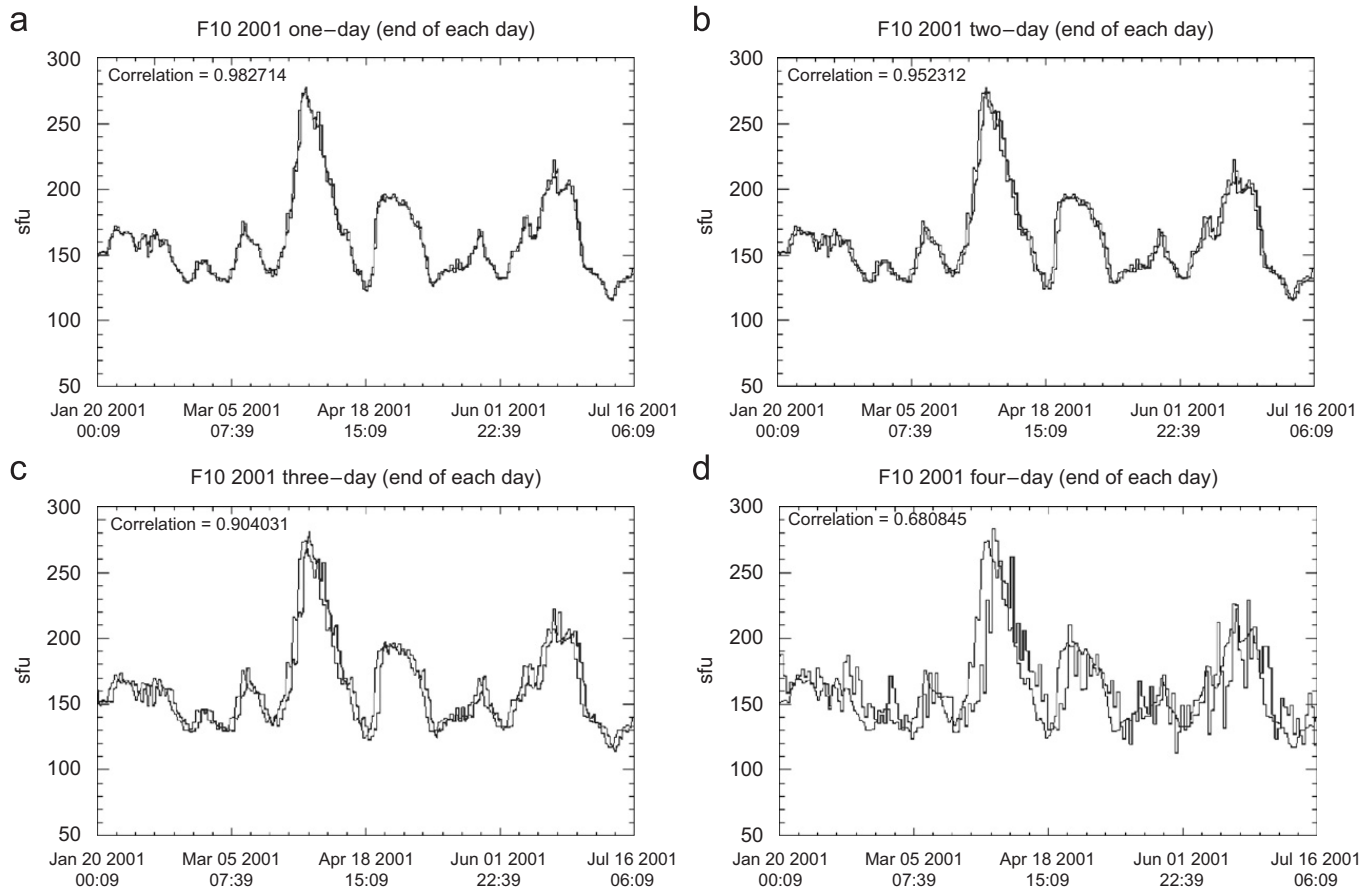 a
F10 2001 one−day (end of each day)
Correlation = 0.982714
300
250
200
150
100
50
sfu
Jan 20 2001 Mar 05 2001 Apr 18 2001 Jun 01 2001 Jul 16 2001
00:09 07:39 15:09 22:39 06:09
b
F10 2001 two−day (end of each day)
Correlation = 0.952312
300
250
200
150
100
50
sfu
Jan 20 2001 Mar 05 2001 Apr 18 2001 Jun 01 2001 Jul 16 2001
00:09 07:39 15:09 22:39 06:09
c
F10 2001 three−day (end of each day)
Correlation = 0.904031
300
250
200
150
100
50
sfu
Jan 20 2001 Mar 05 2001 Apr 18 2001 Jun 01 2001 Jul 16 2001
00:09 07:39 15:09 22:39 06:09
d
F10 2001 four−day (end of each day)
Correlation = 0.680845
300
250
200
150
100
50
sfu
Jan 20 2001 Mar 05 2001 Apr 18 2001 Jun 01 2001 Jul 16 2001
00:09 07:39 15:09 22:39 06:09